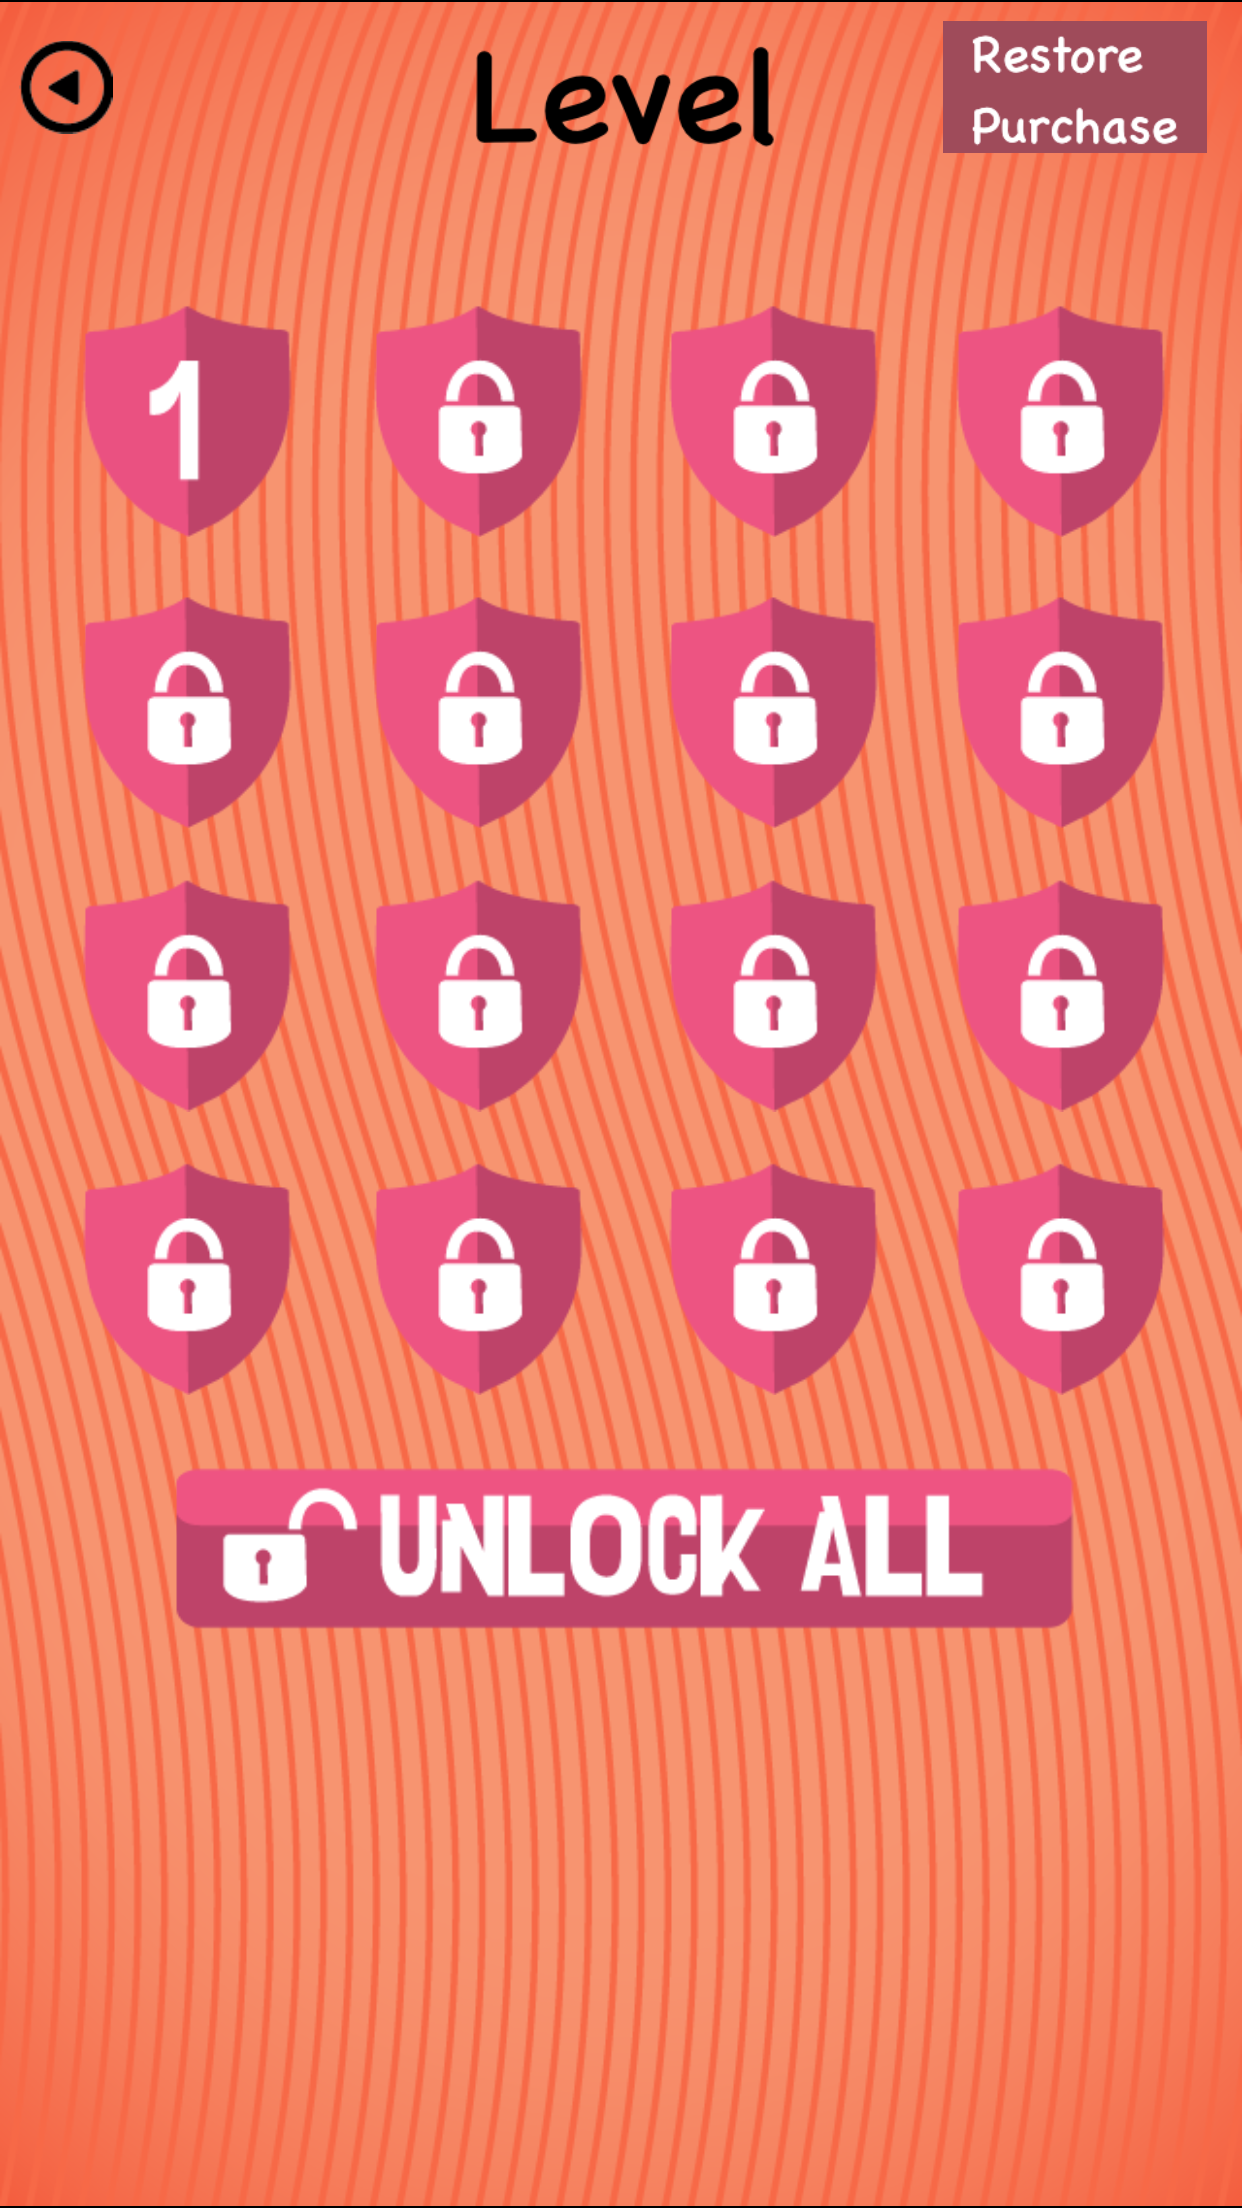 Level
Restore
Purchase
1
UNLOCK ALL